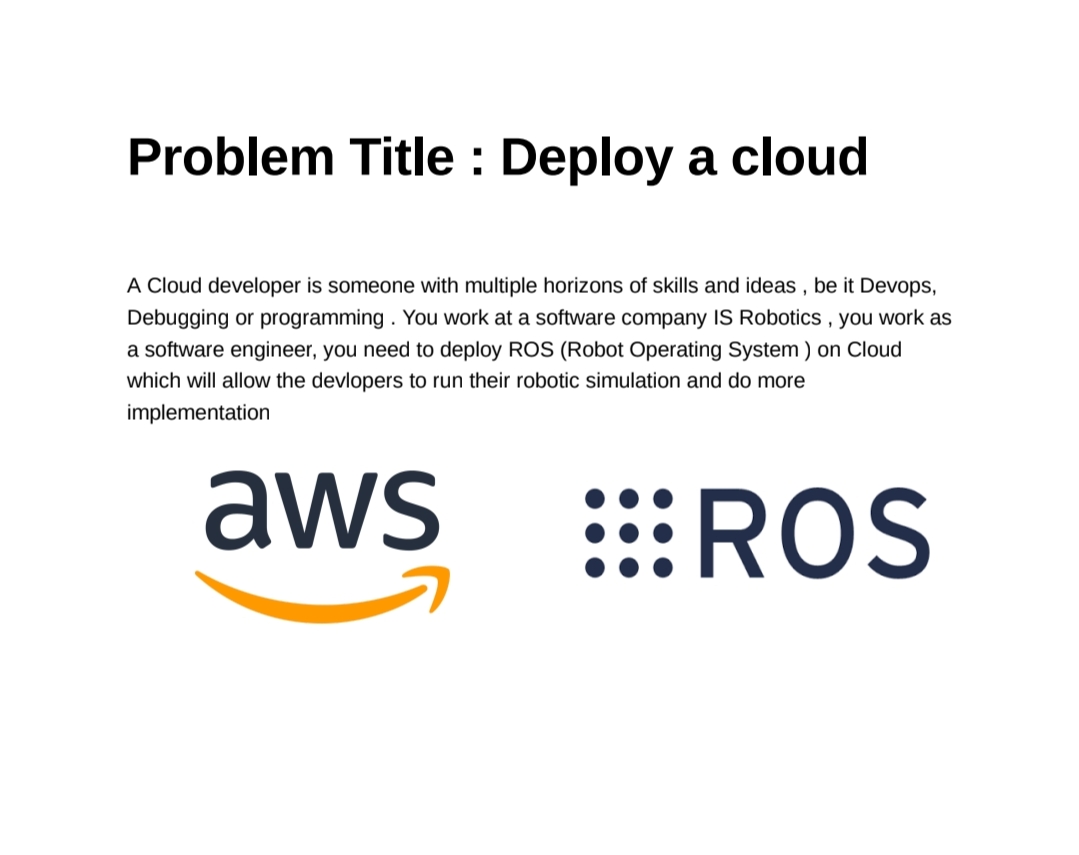 Problem Title : Deploy a cloud
A Cloud developer is someone with multiple horizons of skills and ideas , be it Devops,
Debugging or programming . You work at a software company IS Robotics , you work as
a software engineer, you need to deploy ROS (Robot Operating System ) on Cloud
which will allow the devlopers to run their robotic simulation and do more
implementation
aws
ROS